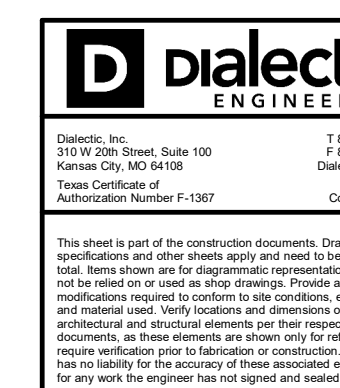 D Dialect
ENGINEE
Dialectic, Inc. T 8
310 W 20th Street, Suite 100 F 8
Kansas City, MO 64108 Diale
Texas Certificate of
Authorization Number F-1367 Co
This sheet is part of the construction documents. Dra
specifications and other sheets apply and need to be
total. Items shown are for diagrammatic representatio
not be relied on or used as shop drawings. Provide a
modifications required to conform to site conditions, e
and material used. Verify locations and dimensions o
architectural and structural elements per their respec
documents, as these elements are shown only for ref
require verification prior to fabrication or construction.
has no liability for the accuracy of these associated e
for any work the engineer has not signed and sealed